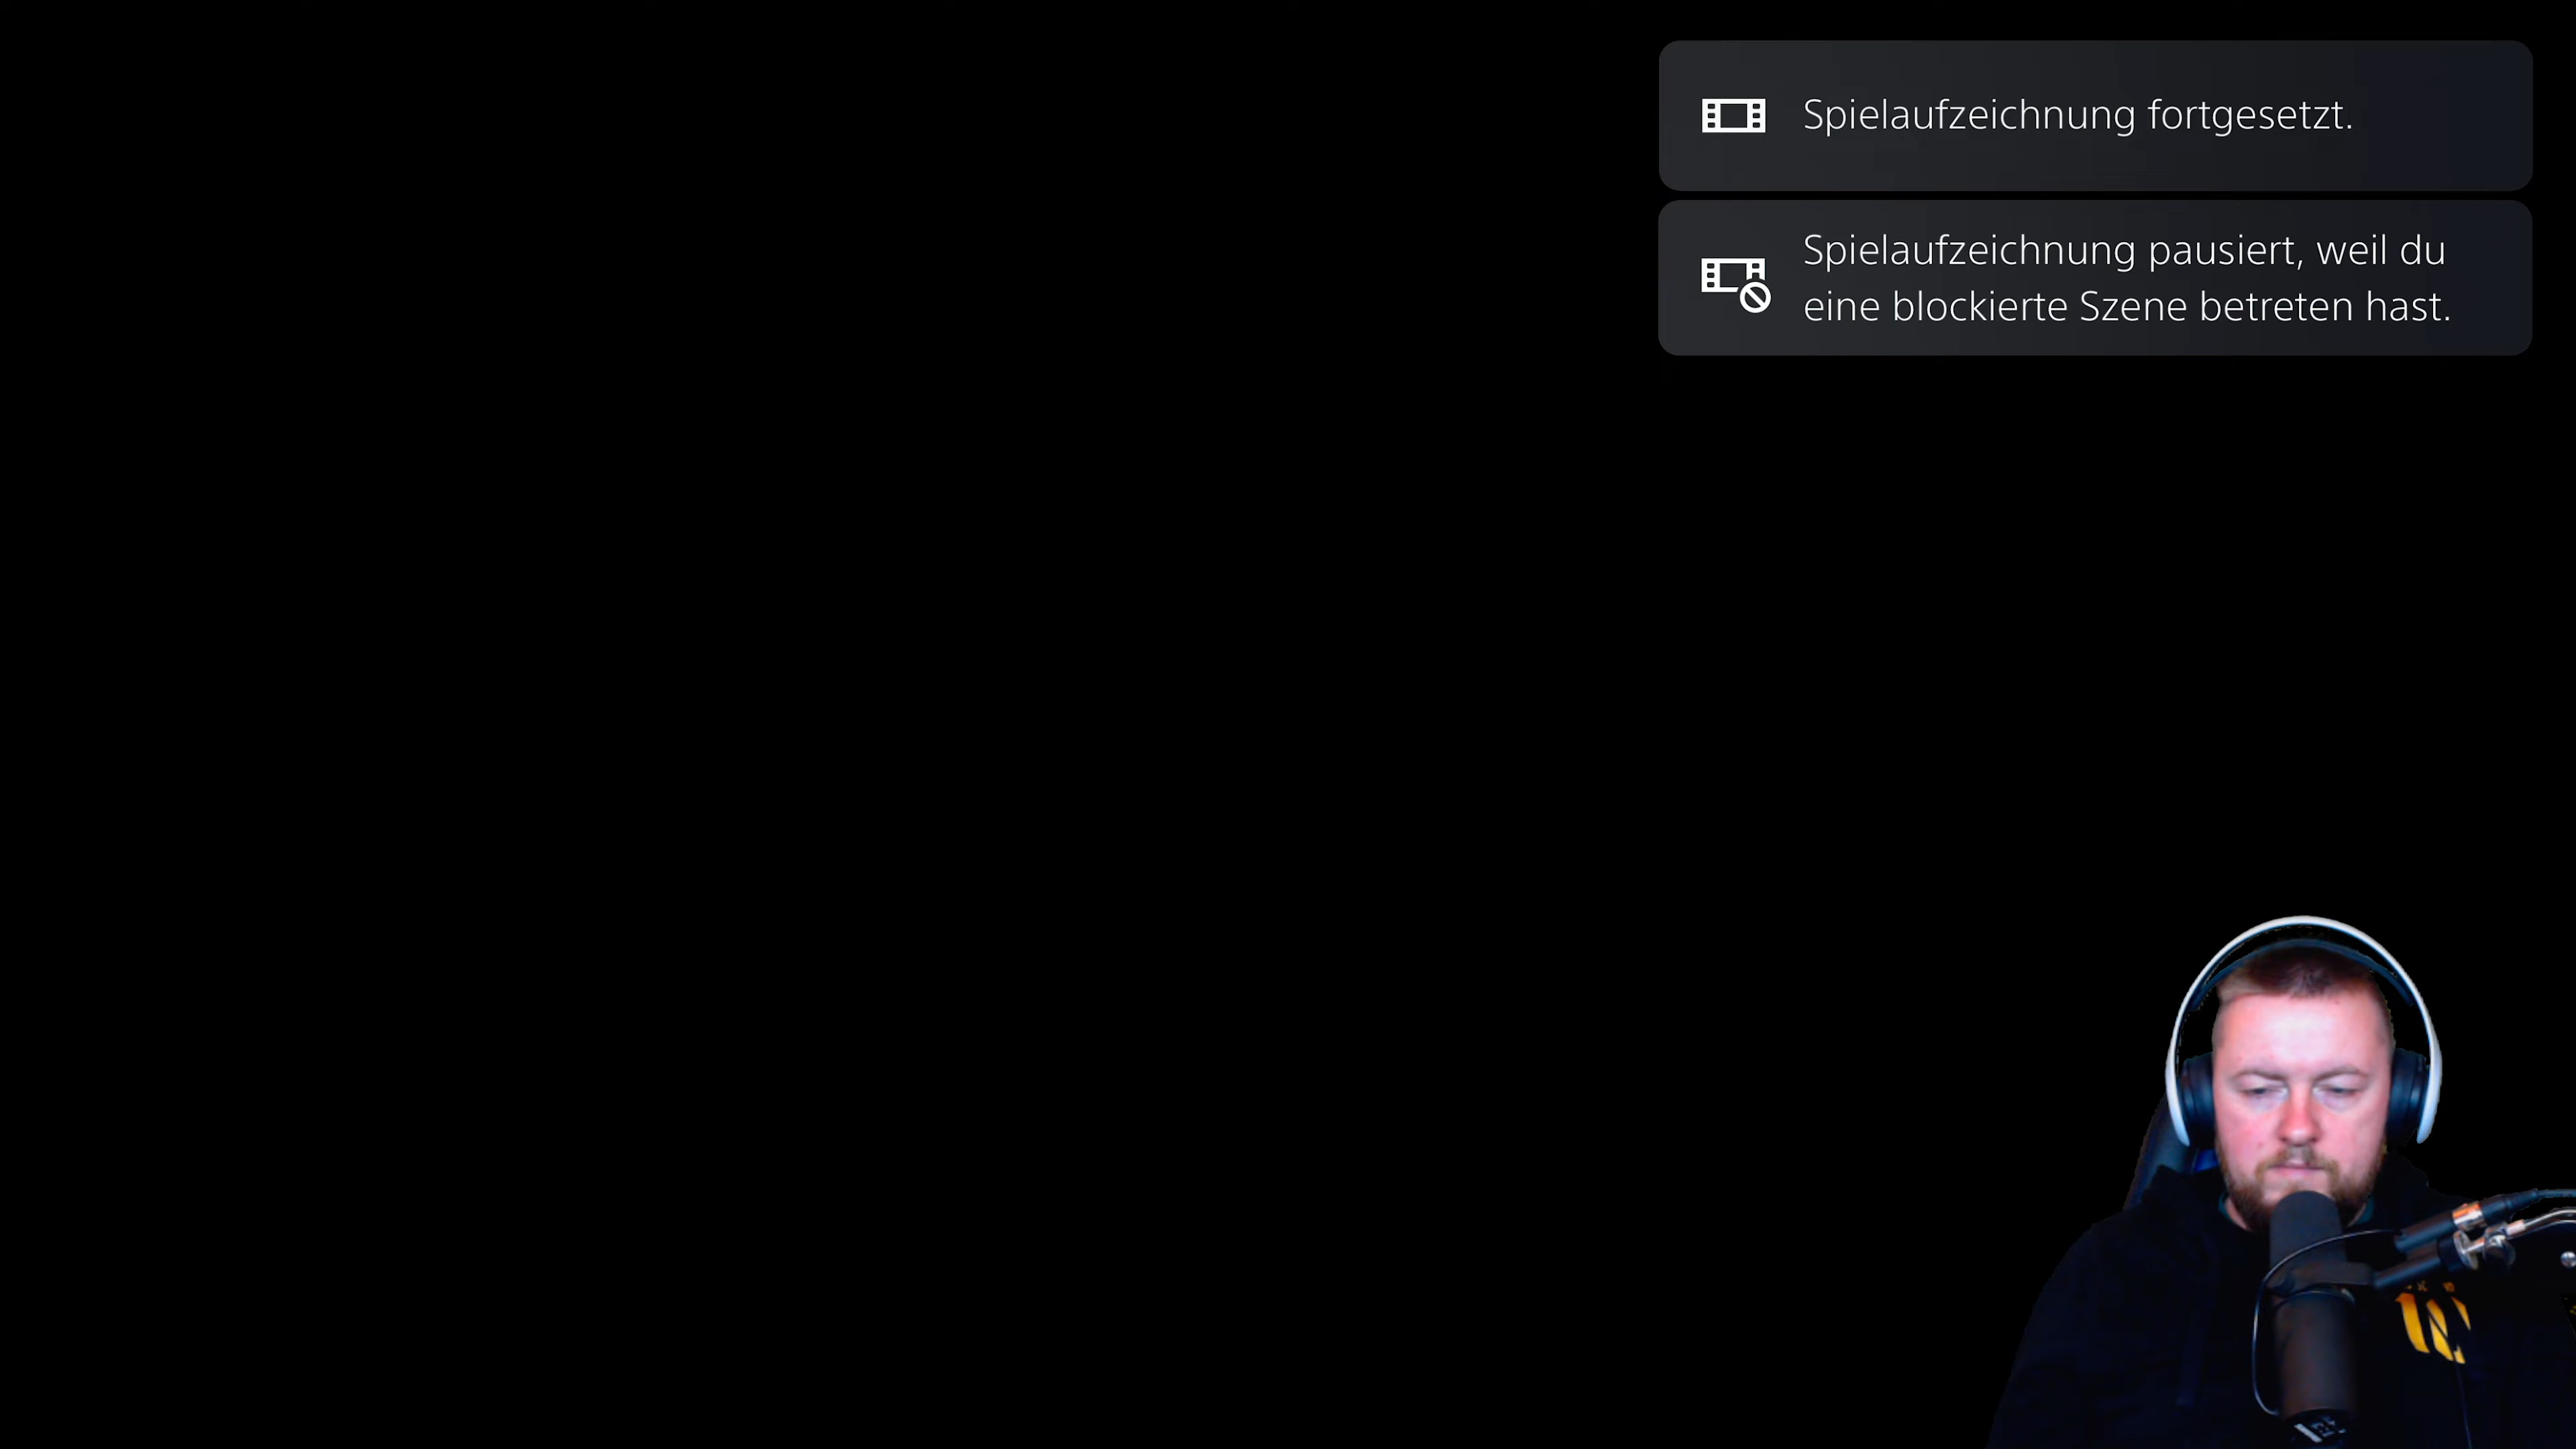 Spielaufzeichnung fortgesetzt.
Spielaufzeichnung pausiert, weil du
eine blockierte Szene betreten hast.